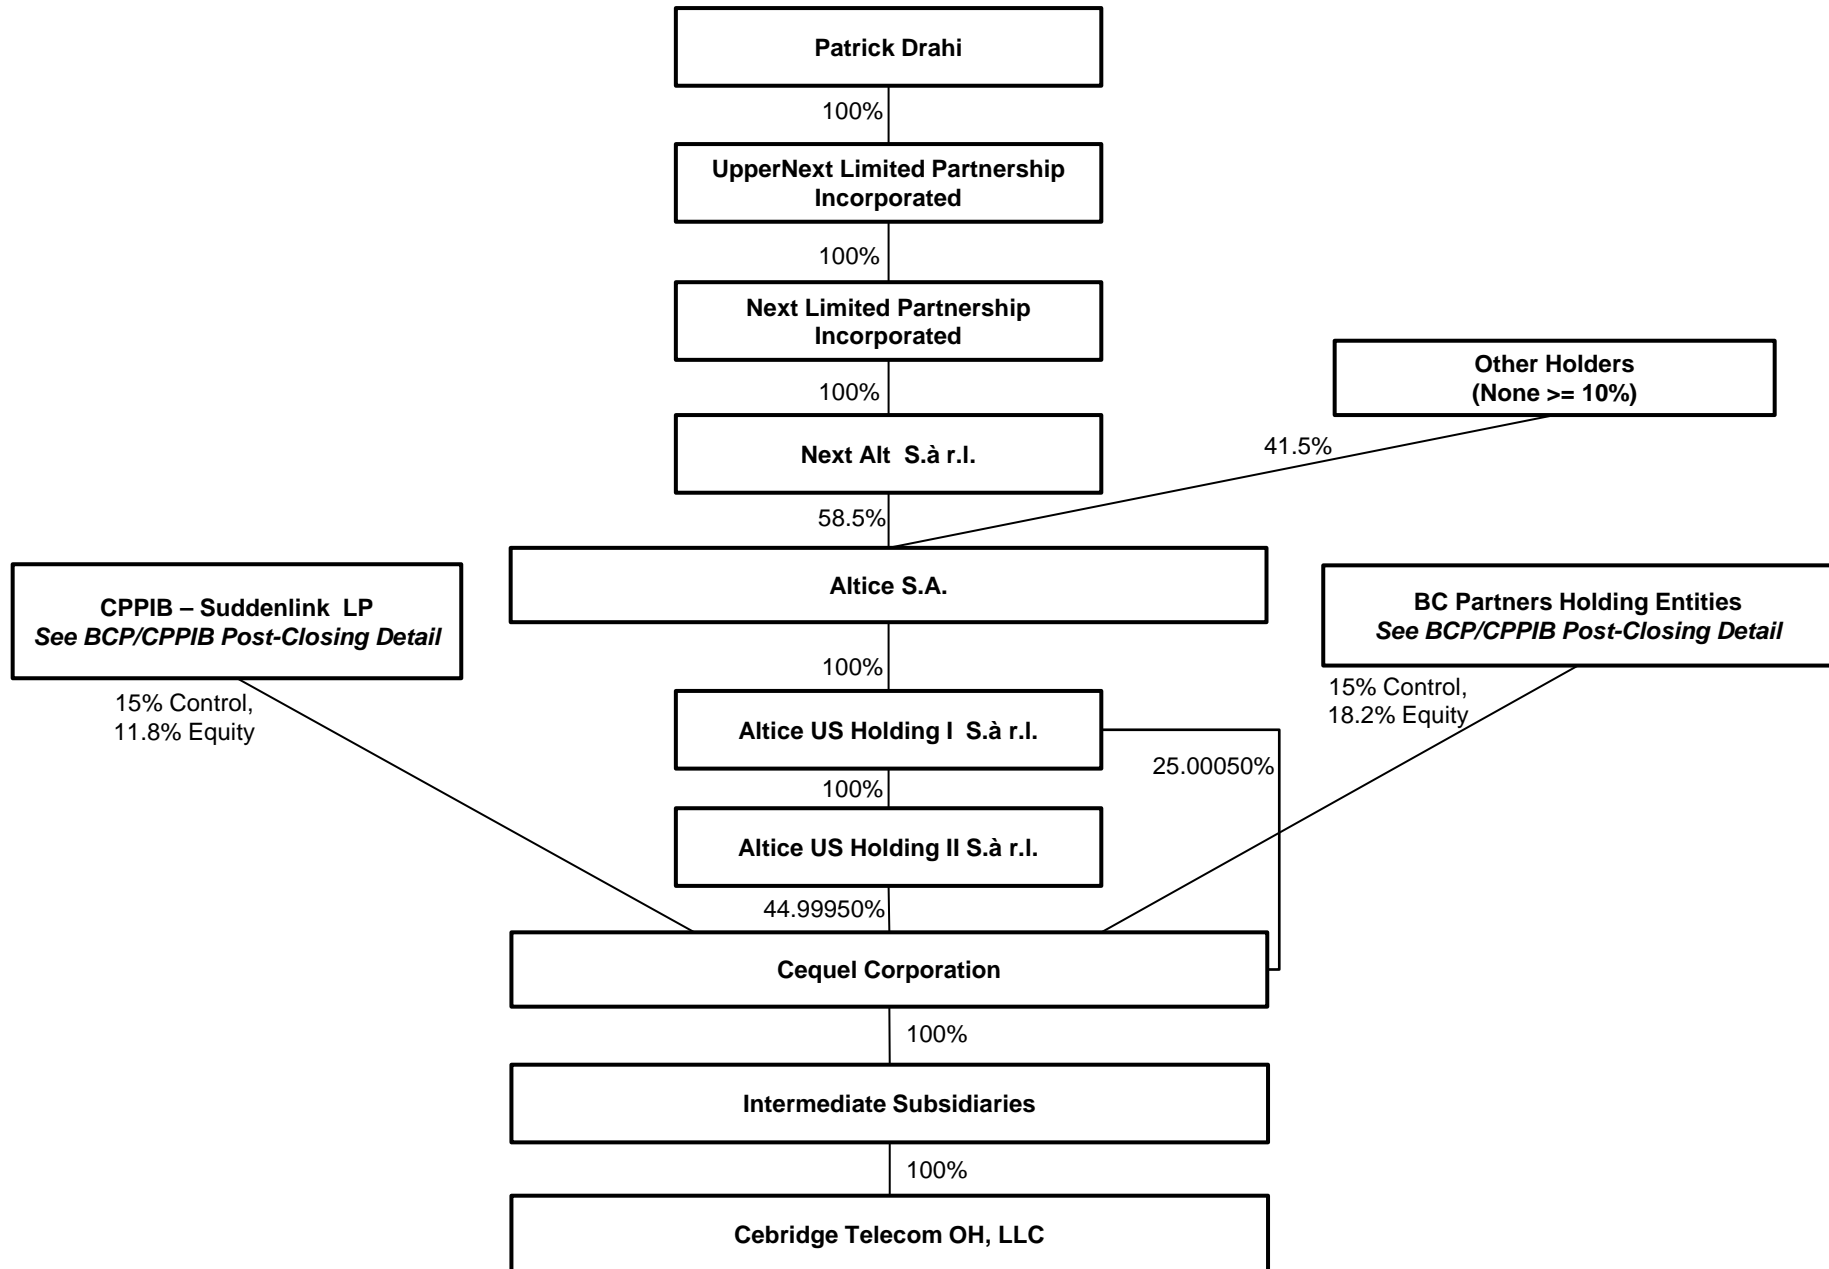 Patrick Drahi
100%
UpperNext Limited Partnership
Incorporated
100%
Next Limited Partnership
Incorporated
100%
Other Holders
(None >= 10%)
Next Alt S.à r.l.
41.5%
58.5%
Altice S.A.
CPPIB – Suddenlink LP
See BCP/CPPIB Post-Closing Detail
BC Partners Holding Entities
See BCP/CPPIB Post-Closing Detail
100%
15% Control,
11.8% Equity
15% Control,
18.2% Equity
Altice US Holding I S.à r.l.
25.00050%
100%
Altice US Holding II S.à r.l.
44.99950%
Cequel Corporation
100%
Intermediate Subsidiaries
100%
Cebridge Telecom OH, LLC